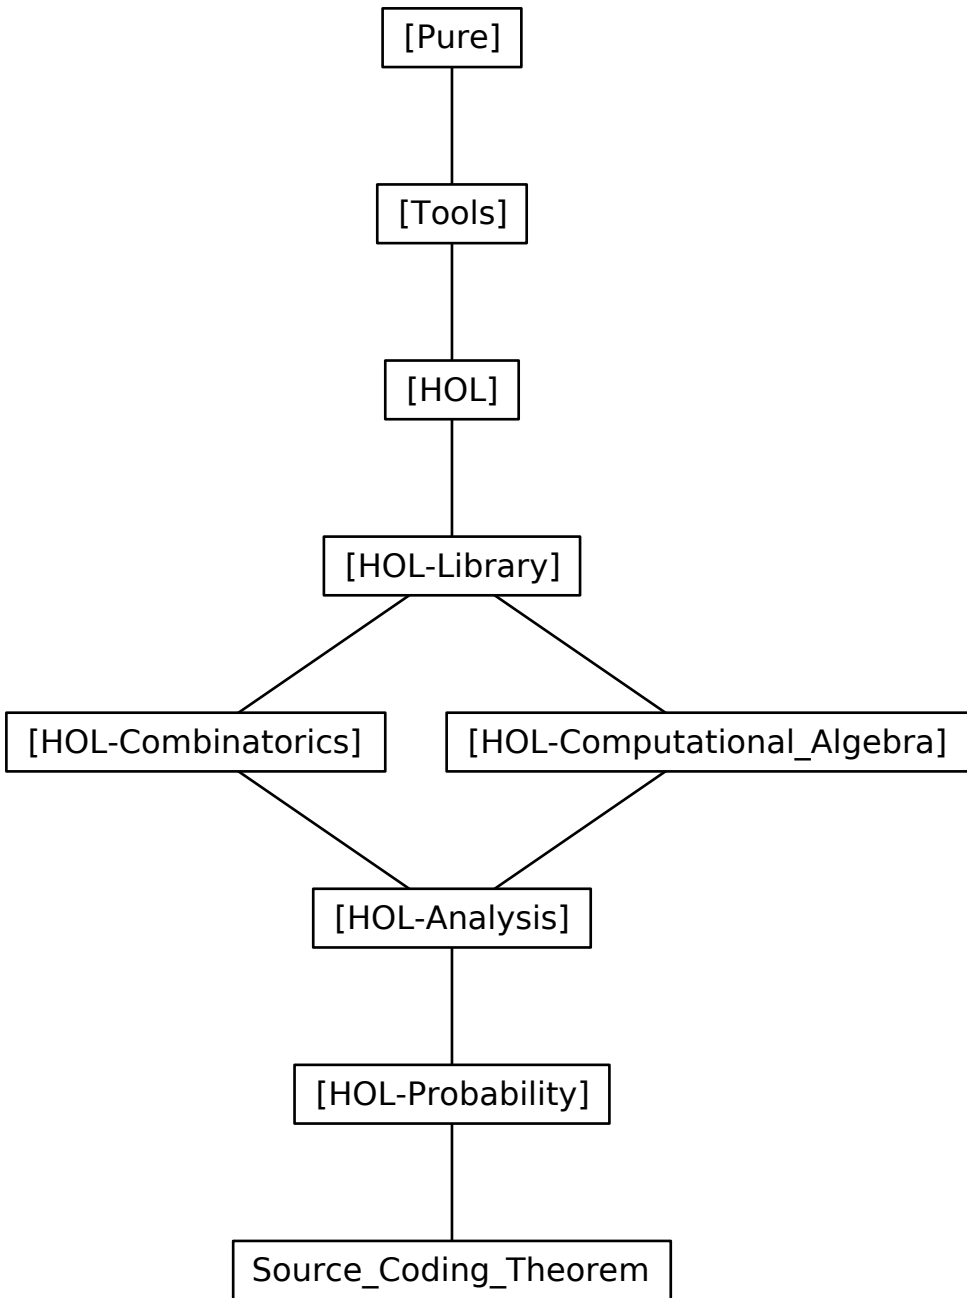 [Pure]
[Tools]
[HOL]
[HOL-Library]
[HOL-Combinatorics]
[HOL-Computational_Algebra]
[HOL-Analysis]
[HOL-Probability]
Source_Coding_Theorem